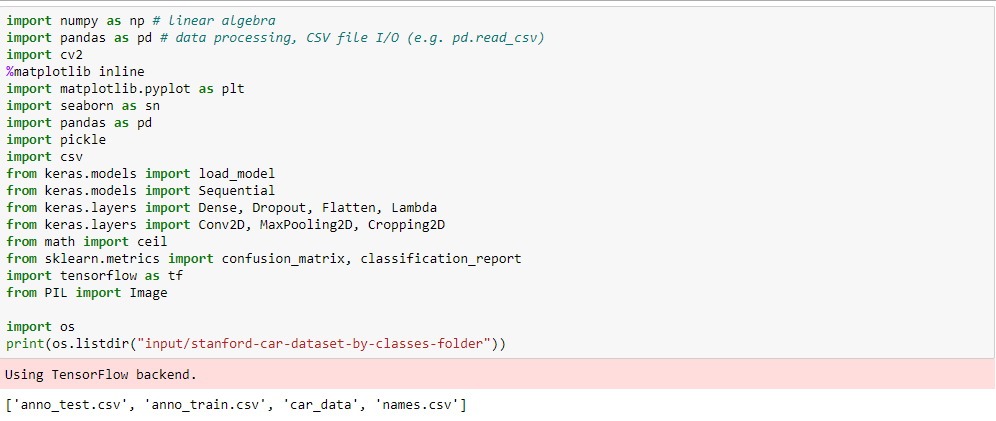 import numpy as np # linear algebra
import pandas as pd # data processing, CSV file I/O (e.g. pd.read_csv)
import cv2
%matplotlib inline
import matplotlib.pyplot as plt
import seaborn as sn
import pandas as pd
import pickle
import csv
from keras.models import load_model
from keras.models import Sequential
from keras.layers import Dense, Dropout, Flatten, Lambda
from keras.layers import Conv2D, MaxPooling2D, Cropping2D
from math import ceil
from sklearn.metrics import confusion_matrix, classification_report
import tensorflow as tf
from PIL import Image
import os
print(os.listdir("input/stanford-car-dataset-by-classes-folder"))
Using TensorFlow backend.
['anno_test.csv', 'anno_train.csv', 'car_data', 'names.csv']